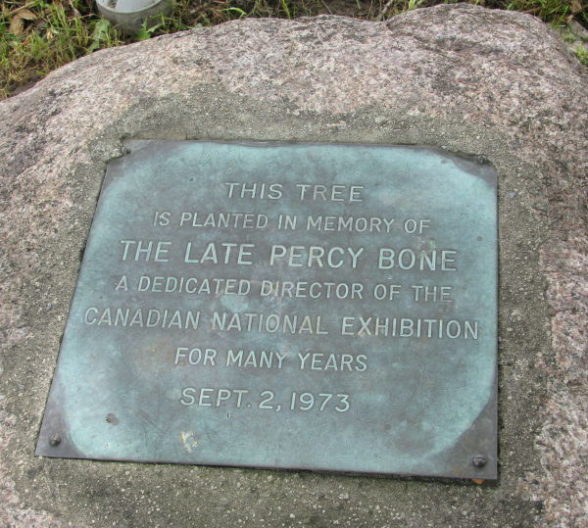 THIS TREE
IS PLANTED IN MEMORY OF
THE LATE PERCY BONE
A DEDICATED DIRECTOR OF THE
CANADIAN NATIONAL EXHIBITION
FOR MANY YEARS
SEPT. 2, 1973